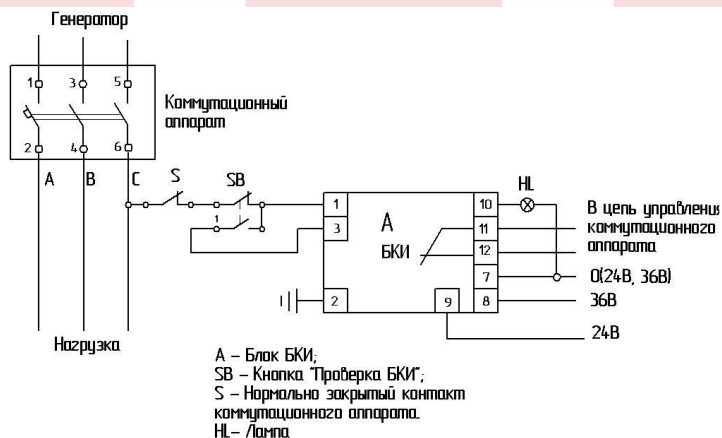 Генератор
1 3 5
Коммутационный
аппарат
2 4 6
A B C
S SB HL
1
1 10
3 A 11
БКИ 12
7
2 9 8
В цепь управления
коммутационного
аппарата
0(24В, 36В)
36В
24В
Нагрузка
А – Блок БКИ;
SB – Кнопка "Проверка БКИ";
S – Нормально закрытый контакт
коммутационного аппарата.
HL– Лампа